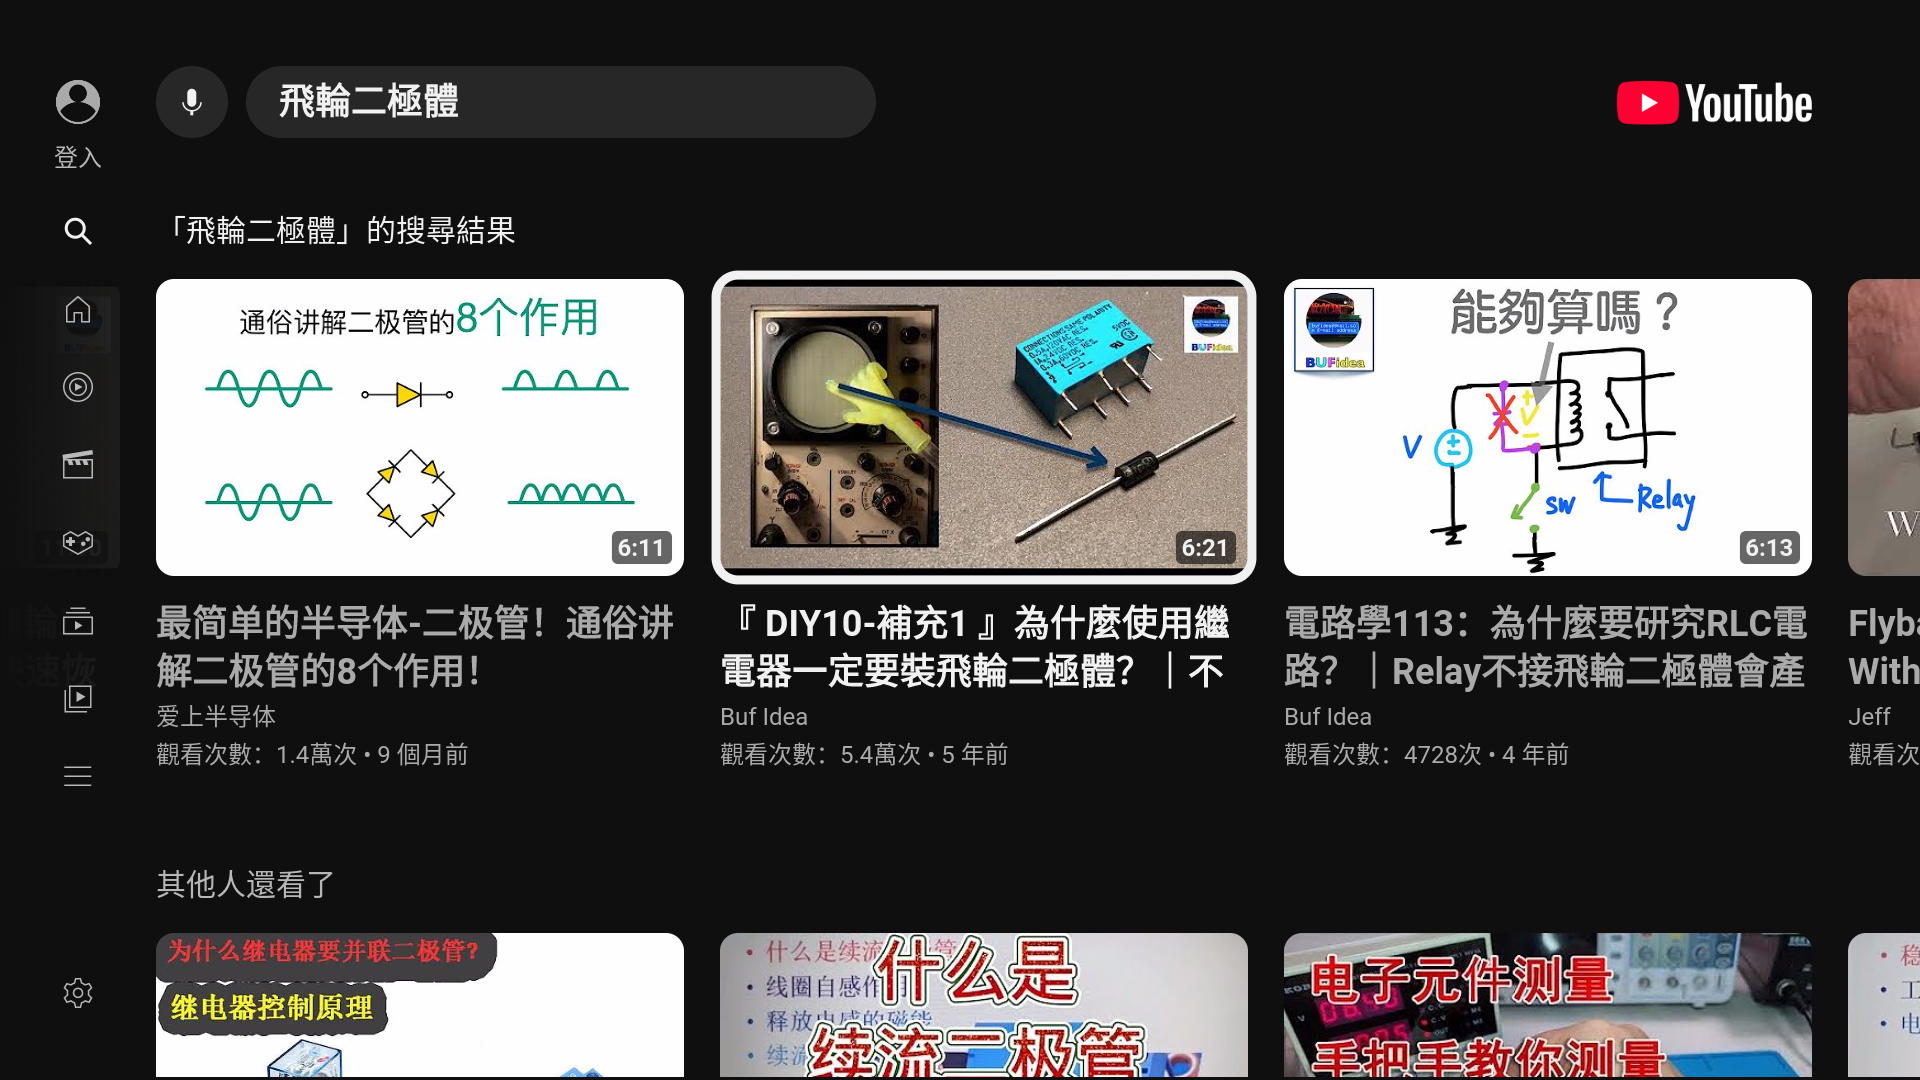 飛輪二極體
YouTube
登入
「飛輪二極體」的搜尋結果
通俗讲解二极管的8个作用
6:11
CONNECTIONS SAME POLARITY
BUFidea
6:21
能夠算嗎？
BUFidea
V
SW
Relay
6:13
W
最简单的半导体-二极管！通俗讲
解二极管的8个作用！
爱上半导体
觀看次數：1.4萬次 • 9 個月前
『 DIY10-補充1 』為什麼使用繼
電器一定要裝飛輪二極體？｜不
Buf Idea
觀看次數：5.4萬次 • 5 年前
電路學113：為什麼要研究RLC電
路？｜Relay不接飛輪二極體會產
Buf Idea
觀看次數：4728次 • 4 年前
Flyba
With
Jeff
觀看次
其他人還看了
为什么继电器要并联二极管?
继电器控制原理
• 什么是续流
• 线圈自感作用
• 释放电感的磁能
• 续流
什么是
续流二极管
电子元件测量
手把手教你测量
• 稳
• 工
• 电